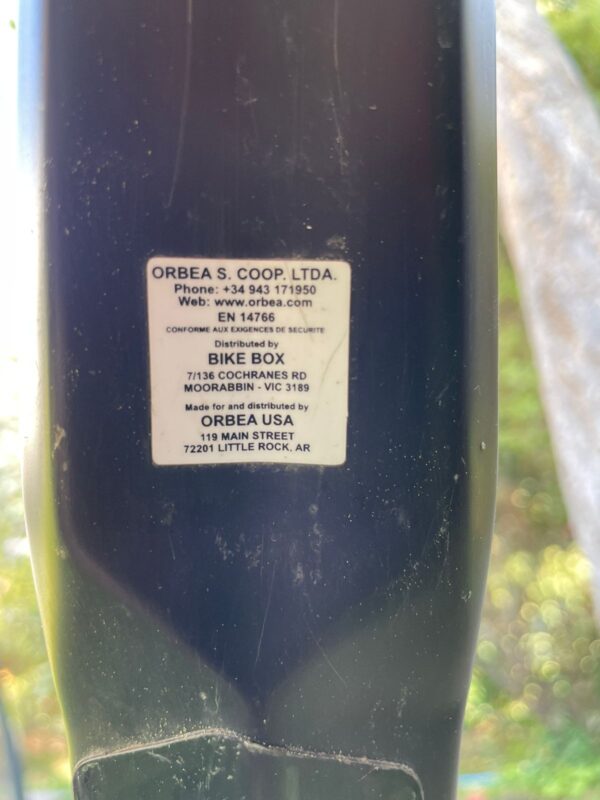 ORBEA S. COOP. LTDA.
Phone: +34 943 171950
Web: www.orbea.com
EN 14766
CONFORME AUX EXIGENCES DE SECURITE
Distributed by
BIKE BOX
7/136 COCHRANES RD
MOORABBIN - VIC 3189
Made for and distributed by
ORBEA USA
119 MAIN STREET
72201 LITTLE ROCK, AR